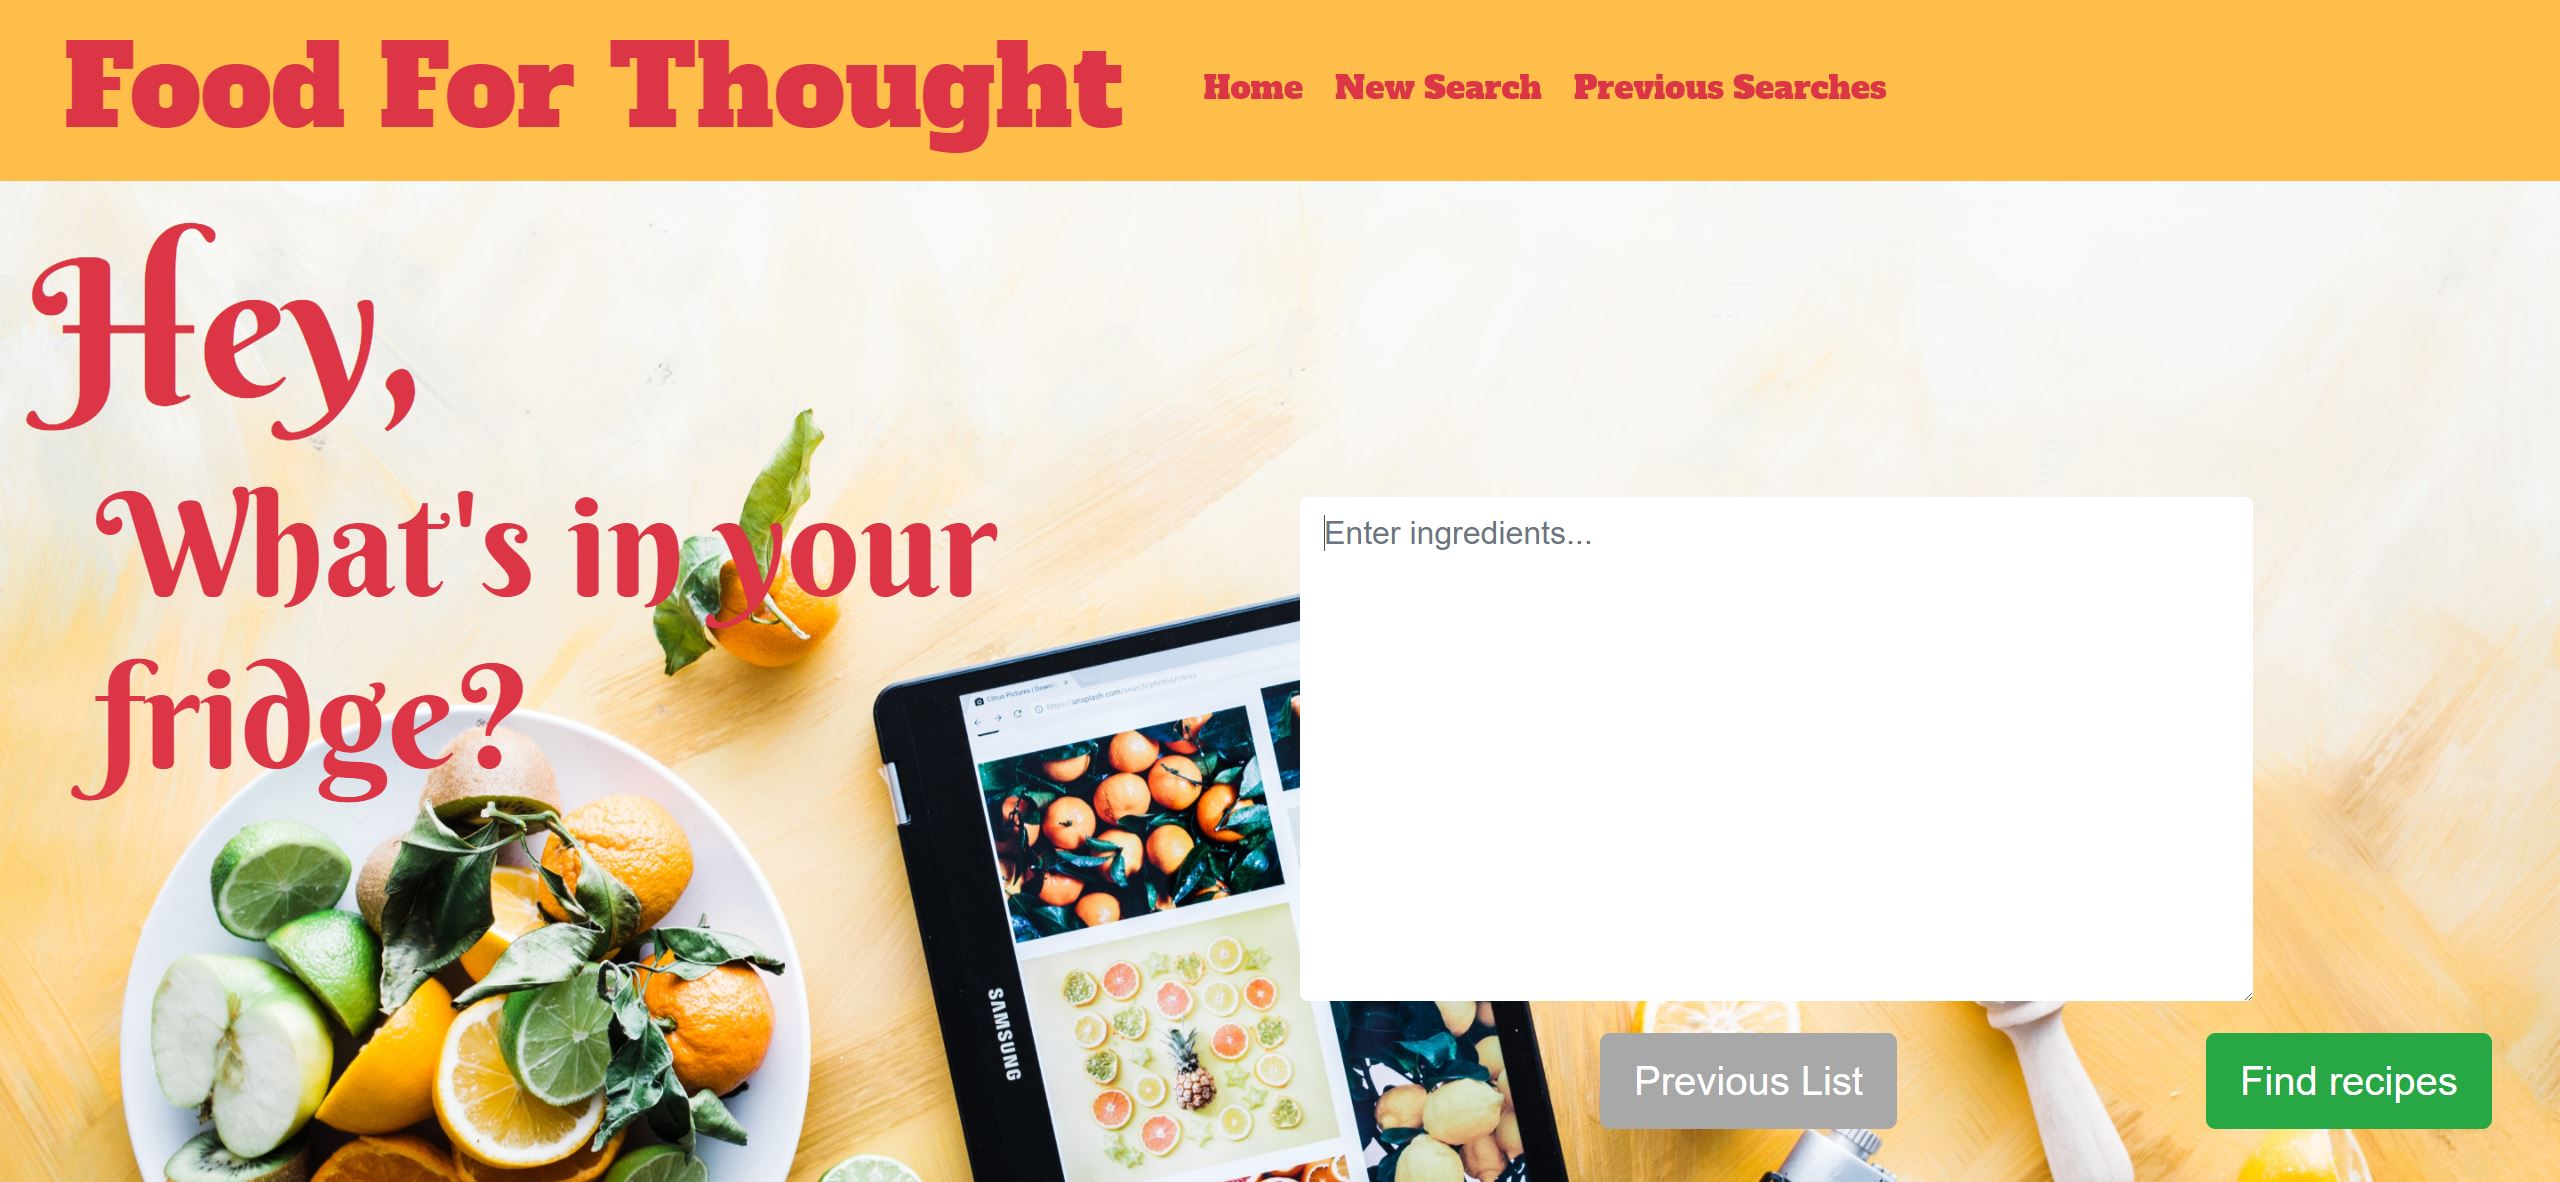 Food For Thought
Home New Search Previous Searches
Hey,
What's in your
fridge?
Enter ingredients...
Citrus Pictures | Downlo
https://unsplash.com/search/photos/citrus
SAMSUNG
Previous List
Find recipes